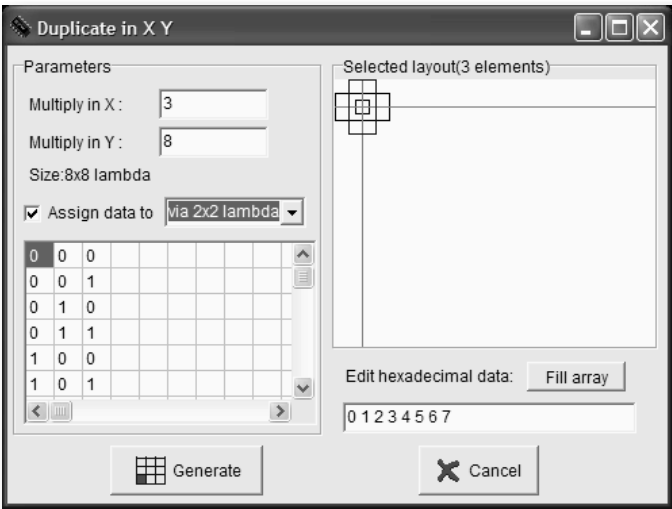 Duplicate in X Y
Parameters
Multiply in X : 3
Multiply in Y : 8
Size:8x8 lambda
Assign data to via 2x2 lambda
0 0 0
0 0 1
0 1 0
0 1 1
1 0 0
1 0 1
Generate
Selected layout(3 elements)
Edit hexadecimal data: Fill array
0 1 2 3 4 5 6 7
Cancel